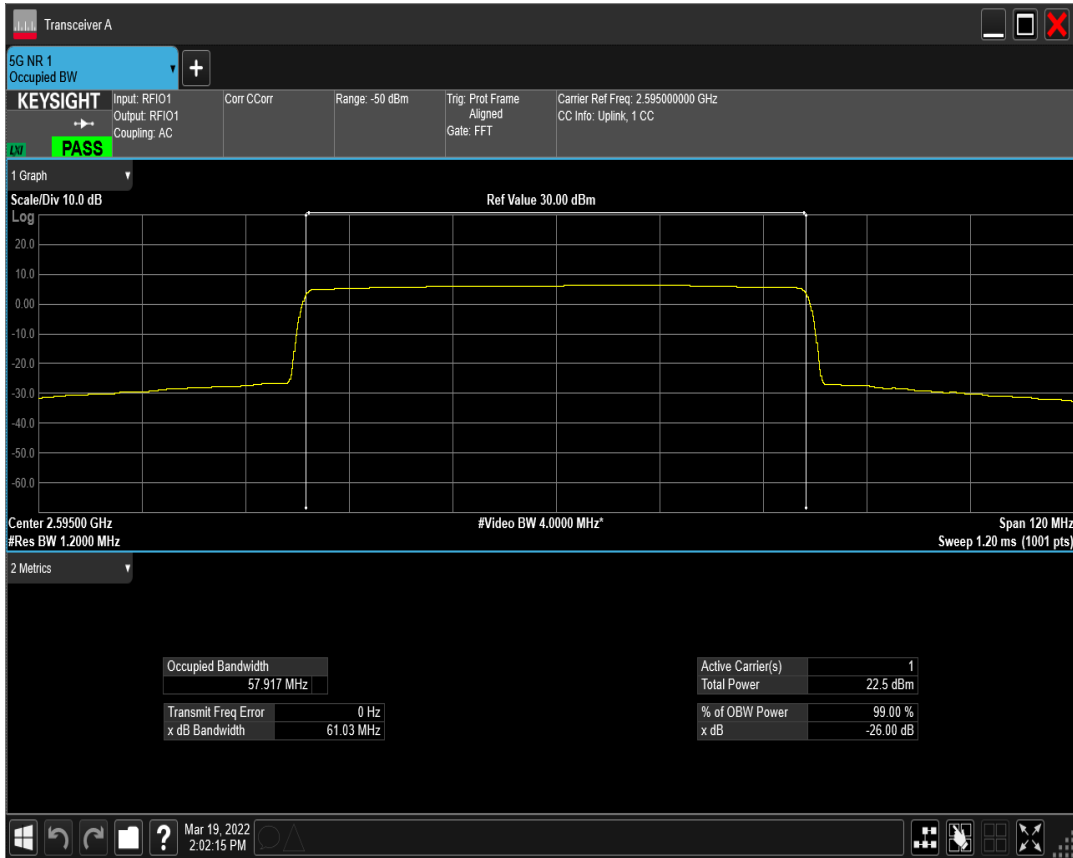 Transceiver A
5G NR 1
Occupied BW
+
KEYSIGHT
LXI
PASS
Input: RFIO1
Output: RFIO1
Coupling: AC
Corr CCorr
Range: -50 dBm
Trig: Prot Frame
Aligned
Gate: FFT
Carrier Ref Freq: 2.595000000 GHz
CC Info: Uplink, 1 CC
1 Graph
Scale/Div 10.0 dB
Ref Value 30.00 dBm
Log
20.0
10.0
0.00
-10.0
-20.0
-30.0
-40.0
-50.0
-60.0
Center 2.59500 GHz
#Video BW 4.0000 MHz*
Span 120 MHz
#Res BW 1.2000 MHz
Sweep 1.20 ms (1001 pts)
2 Metrics
Occupied Bandwidth
57.917 MHz
Transmit Freq Error 0 Hz
x dB Bandwidth 61.03 MHz
Active Carrier(s) 1
Total Power 22.5 dBm
% of OBW Power 99.00 %
x dB -26.00 dB
?
Mar 19, 2022
2:02:15 PM